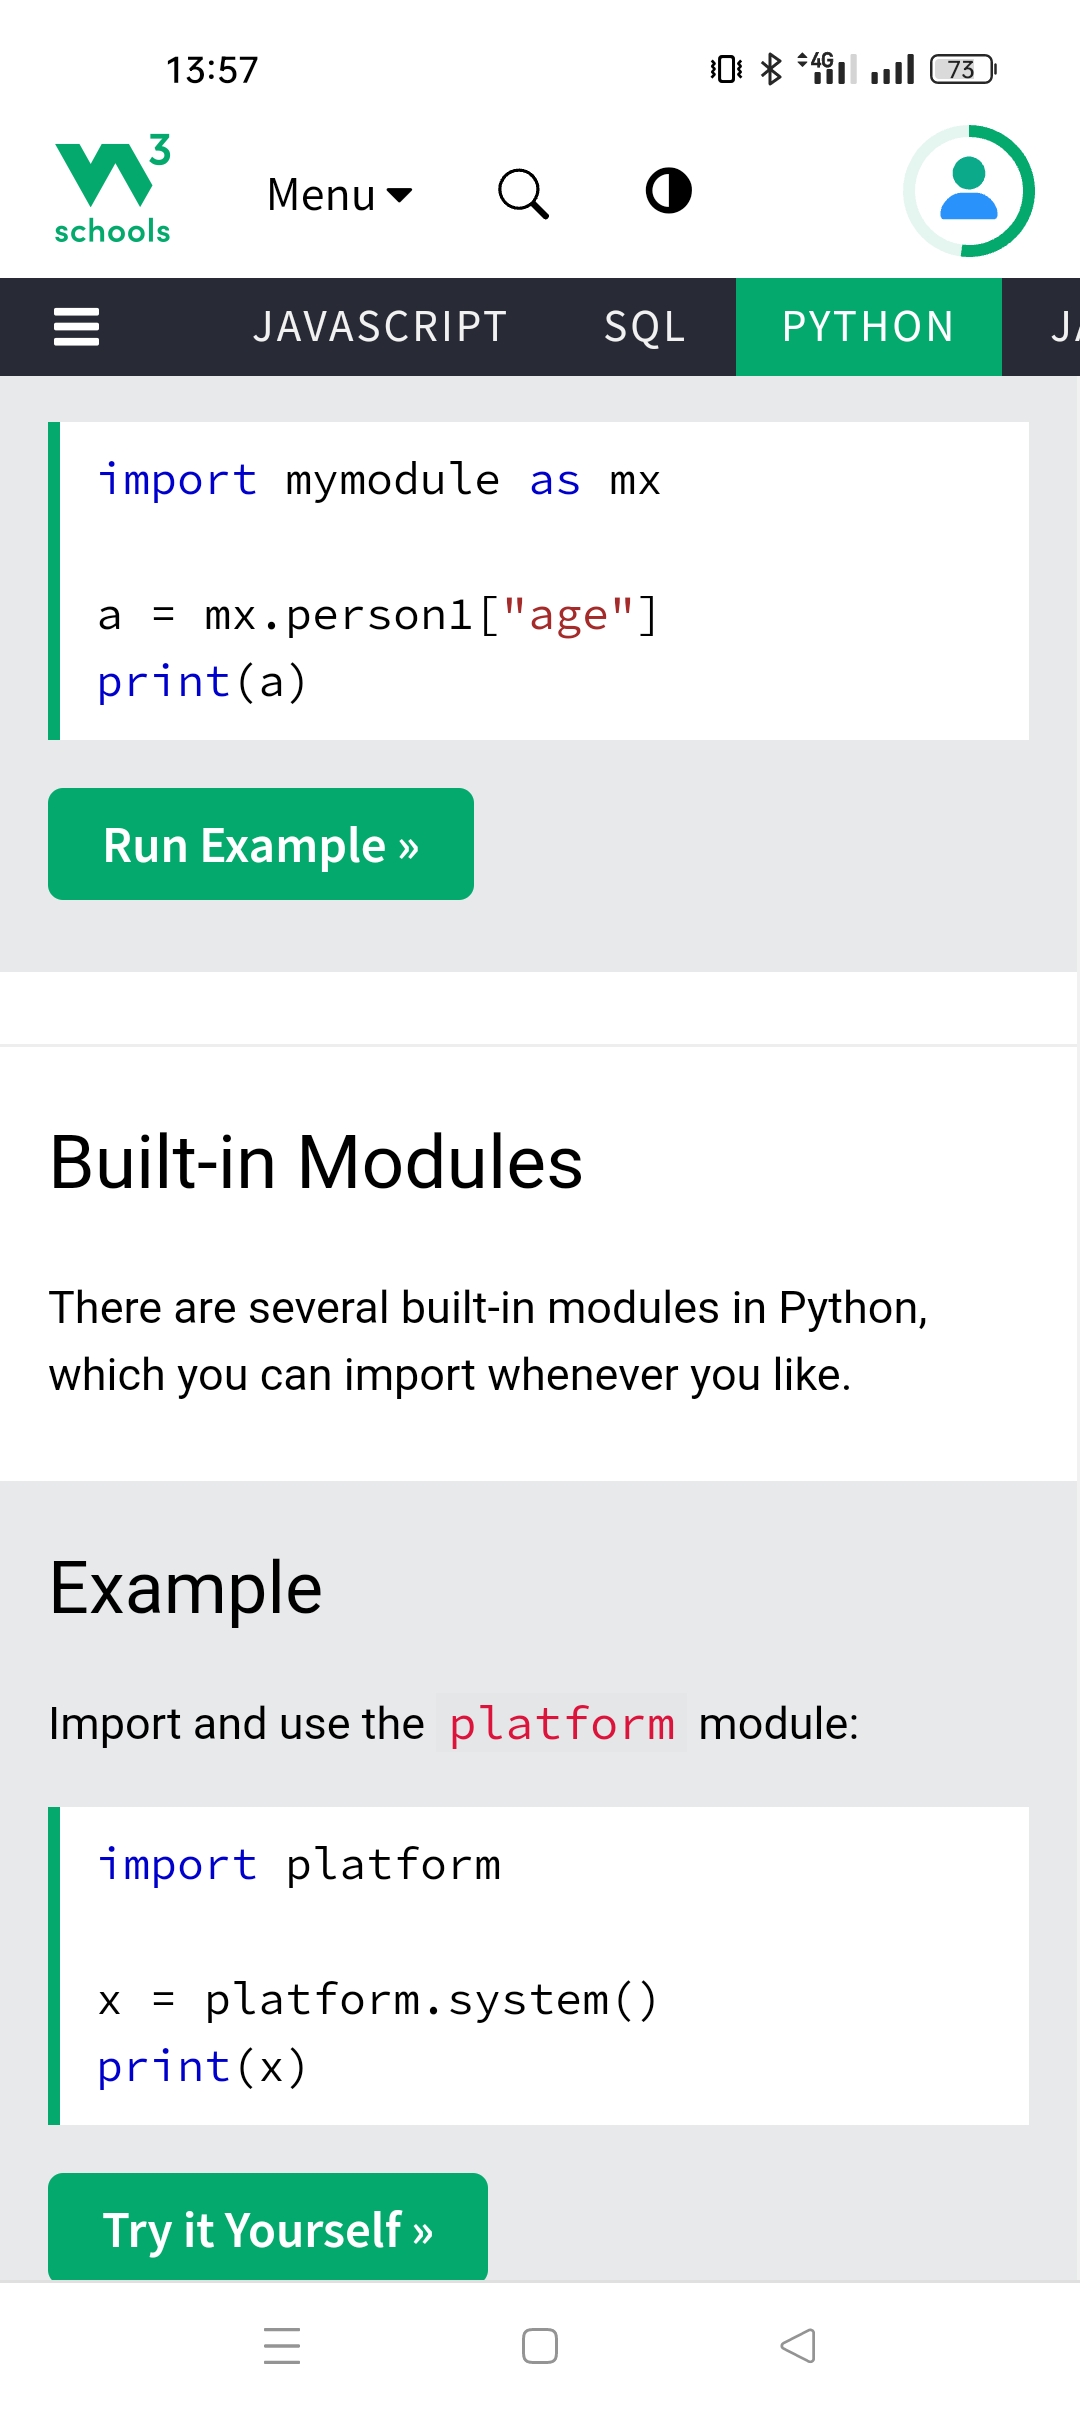 13:57
4G
73
3
schools
Menu
JAVASCRIPT SQL PYTHON JA
import mymodule as mx
a = mx.person1["age"]
print(a)
Run Example »
Built-in Modules
There are several built-in modules in Python,
which you can import whenever you like.
Example
Import and use the platform module:
import platform
x = platform.system()
print(x)
Try it Yourself »